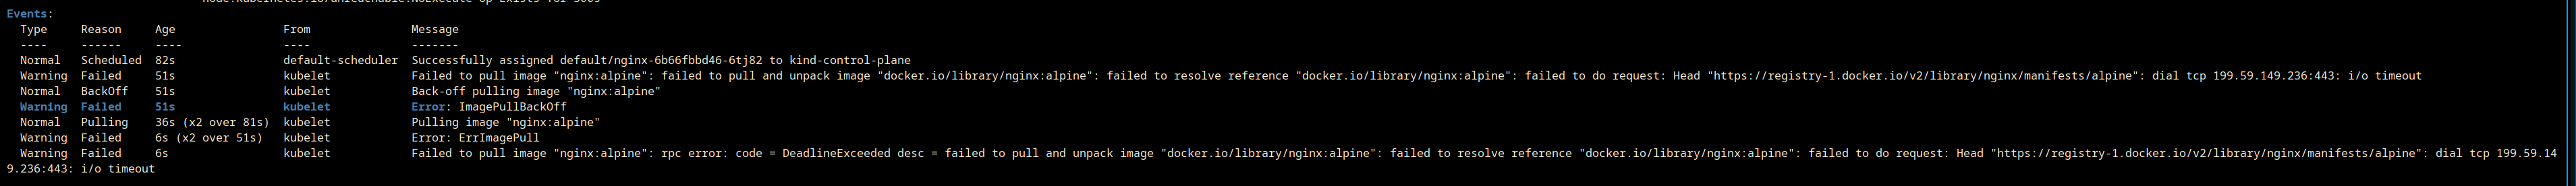 Events:
Type Reason Age From Message
---- ------ ---- ---- -------
Normal Scheduled 82s default-scheduler Successfully assigned default/nginx-6b66fbbd46-6tj82 to kind-control-plane
Warning Failed 51s kubelet Failed to pull image "nginx:alpine": failed to pull and unpack image "docker.io/library/nginx:alpine": failed to resolve reference "docker.io/library/nginx:alpine": failed to do request: Head "https://registry-1.docker.io/v2/library/nginx/manifests/alpine": dial tcp 199.59.149.236:443: i/o timeout
Normal BackOff 51s kubelet Back-off pulling image "nginx:alpine"
Warning Failed 51s kubelet Error: ImagePullBackOff
Normal Pulling 36s (x2 over 81s) kubelet Pulling image "nginx:alpine"
Warning Failed 6s (x2 over 51s) kubelet Error: ErrImagePull
Warning Failed 6s kubelet Failed to pull image "nginx:alpine": rpc error: code = DeadlineExceeded desc = failed to pull and unpack image "docker.io/library/nginx:alpine": failed to resolve reference "docker.io/library/nginx:alpine": failed to do request: Head "https://registry-1.docker.io/v2/library/nginx/manifests/alpine": dial tcp 199.59.14
9.236:443: i/o timeout